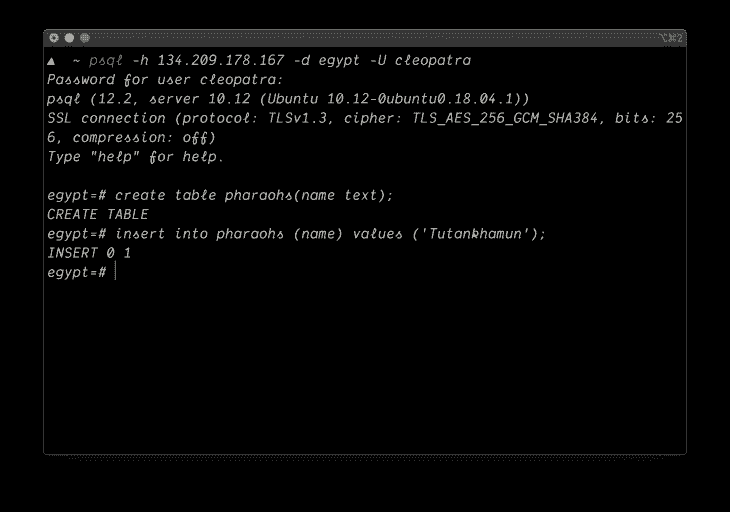 ⌥⌘2
▲ ~ psql -h 134.209.178.167 -d egypt -U cleopatra
Password for user cleopatra:
psql (12.2, server 10.12 (Ubuntu 10.12-0ubuntu0.18.04.1))
SSL connection (protocol: TLSv1.3, cipher: TLS_AES_256_GCM_SHA384, bits: 25
6, compression: off)
Type "help" for help.
egypt=# create table pharaohs(name text);
CREATE TABLE
egypt=# insert into pharaohs (name) values ('Tutankhamun');
INSERT 0 1
egypt=#